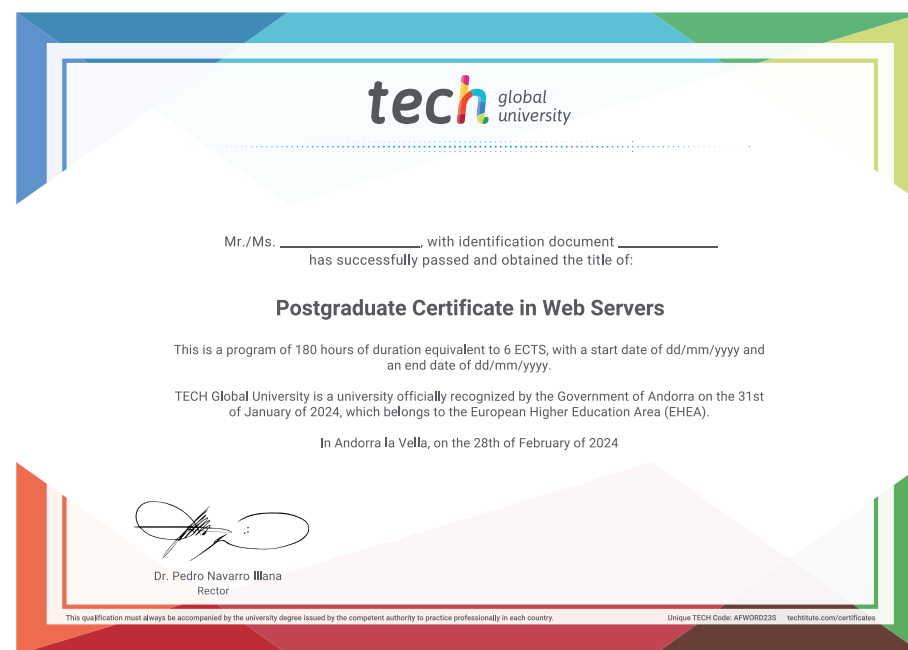 tech global
university
Mr./Ms. ____________________, with identification document ______________
has successfully passed and obtained the title of:
Postgraduate Certificate in Web Servers
This is a program of 180 hours of duration equivalent to 6 ECTS, with a start date of dd/mm/yyyy and
an end date of dd/mm/yyyy.
TECH Global University is a university officially recognized by the Government of Andorra on the 31st
of January of 2024, which belongs to the European Higher Education Area (EHEA).
In Andorra la Vella, on the 28th of February of 2024
Dr. Pedro Navarro Illana
Rector
This qualification must always be accompanied by the university degree issued by the competent authority to practice professionally in each country.
Unique TECH Code: AFWORD23S techtitute.com/certificates